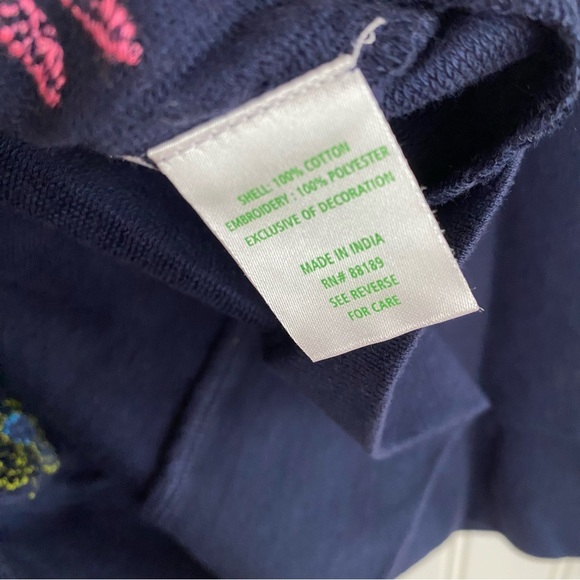 SHELL: 100% COTTON
EMBROIDERY : 100% POLYESTER
EXCLUSIVE OF DECORATION
MADE IN INDIA
RN# 88189
SEE REVERSE
FOR CARE